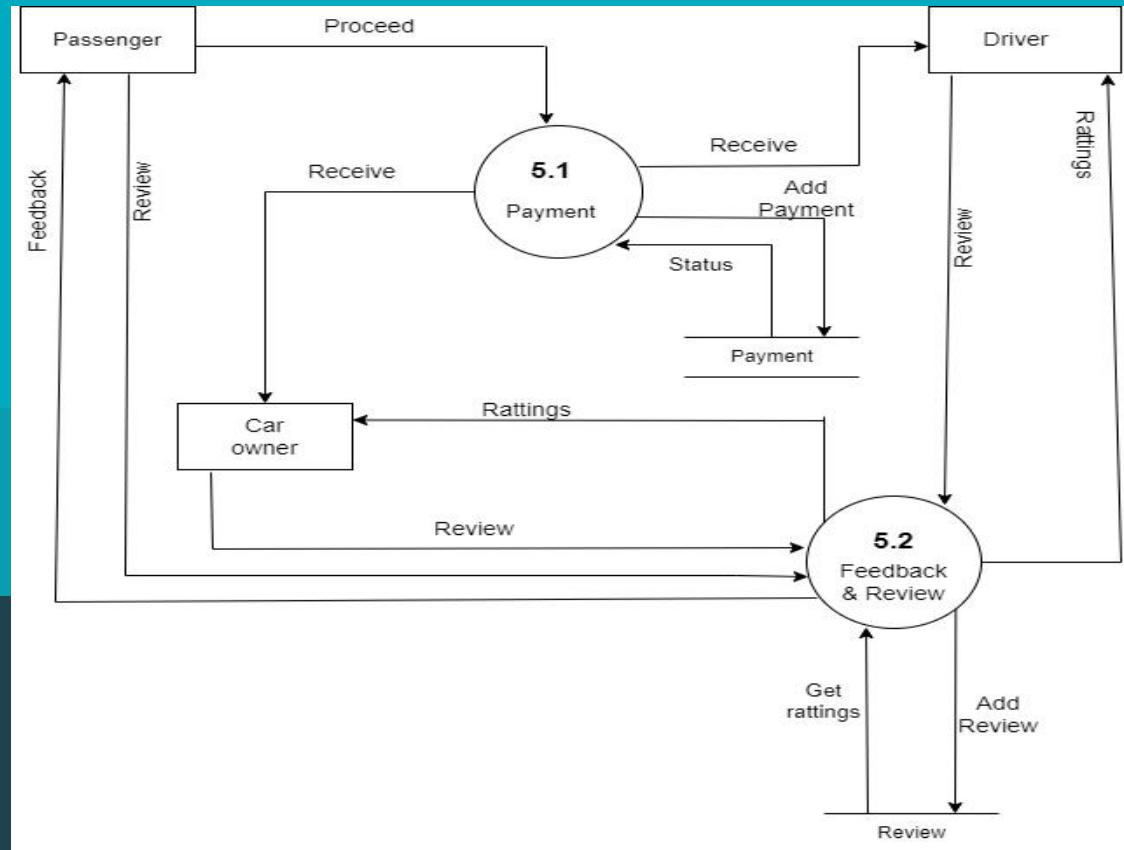 Passenger
Proceed
Driver
5.1
Payment
Receive
Receive
Add
Payment
Status
Payment
Feedback
Review
Review
Rattings
Car
owner
Rattings
Review
5.2
Feedback
& Review
Get
rattings
Add
Review
Review